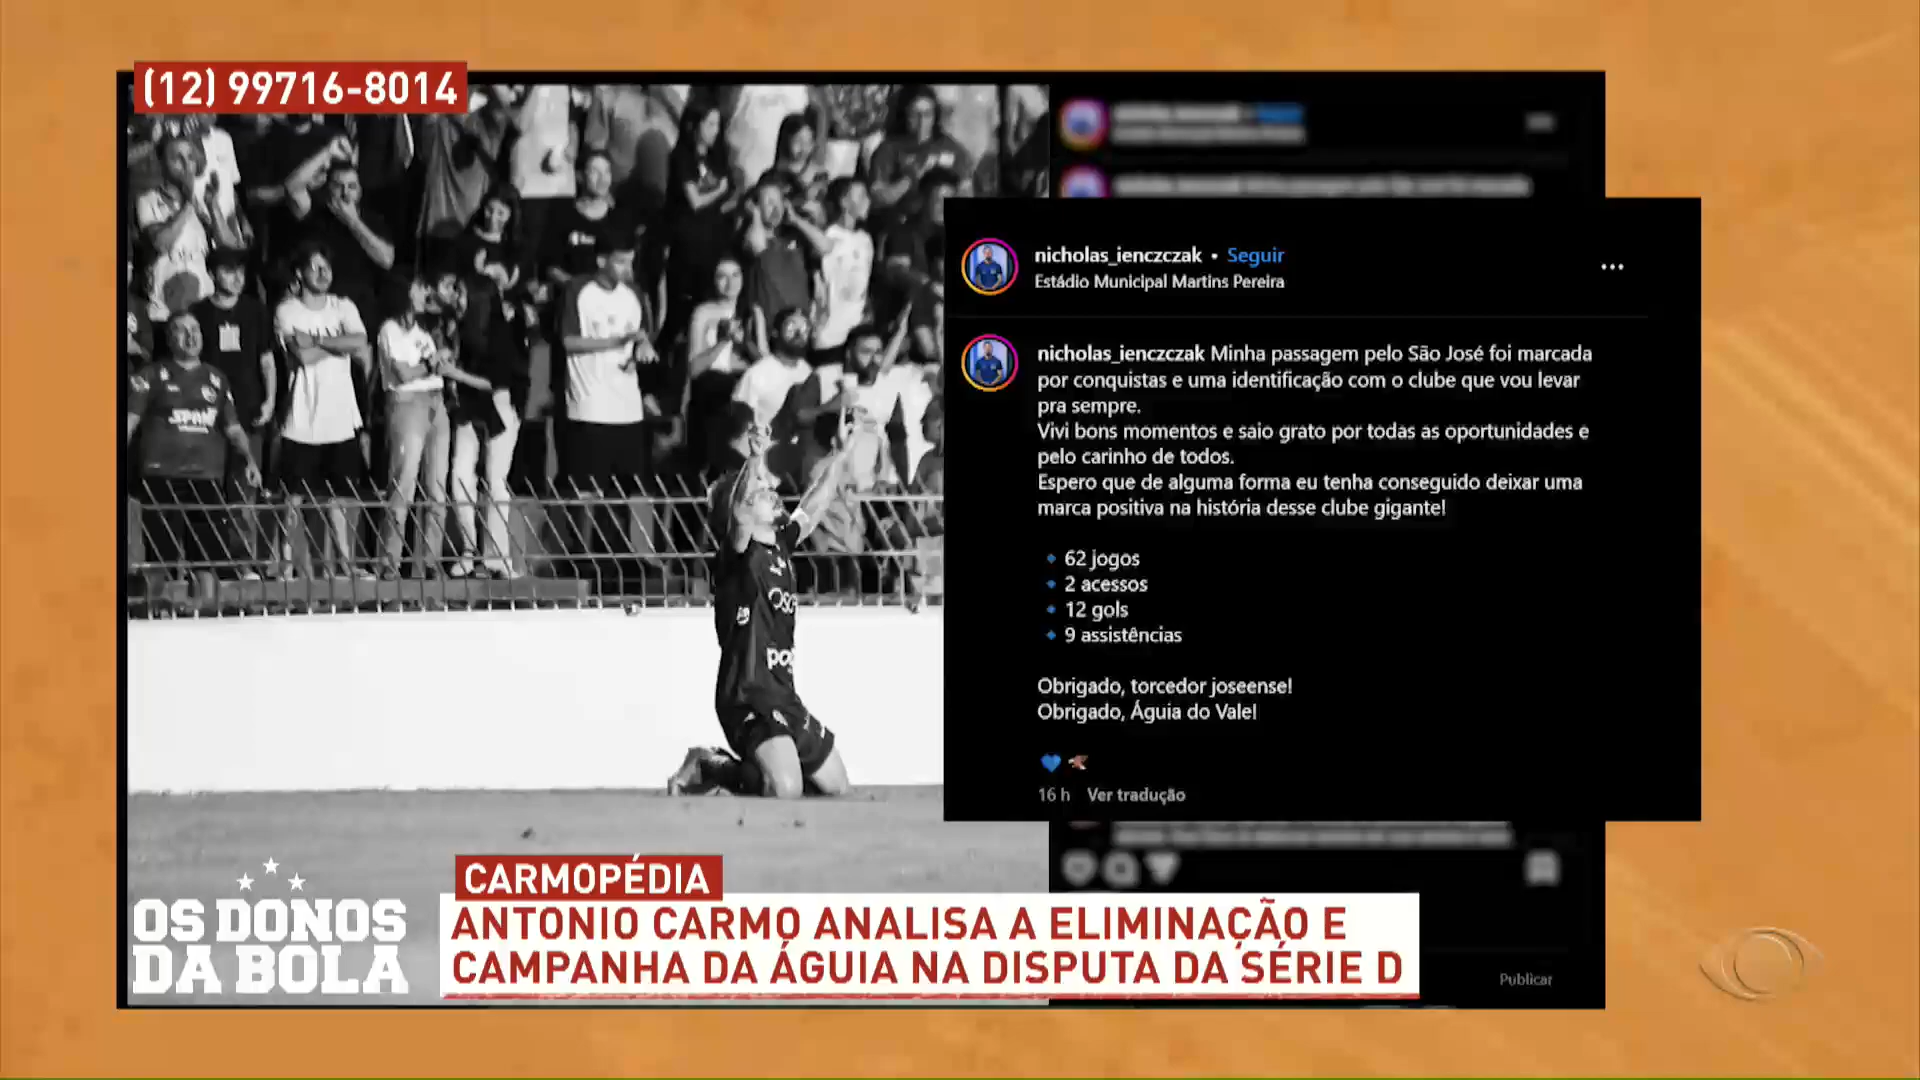 (12) 99716-8014
nicholas_ienczczak • Seguir
Estádio Municipal Martins Pereira
nicholas_ienczczak Minha passagem pelo São José foi marcada
por conquistas e uma identificação com o clube que vou levar
pra sempre.
Vivi bons momentos e saio grato por todas as oportunidades e
pelo carinho de todos.
Espero que de alguma forma eu tenha conseguido deixar uma
marca positiva na história desse clube gigante!
62 jogos
2 acessos
12 gols
9 assistências
Obrigado, torcedor joseense!
Obrigado, Águia do Vale!
16 h Ver tradução
Publicar
SPANI
OS DONOS
DA BOLA
CARMOPÉDIA
ANTONIO CARMO ANALISA A ELIMINAÇÃO E
CAMPANHA DA ÁGUIA NA DISPUTA DA SÉRIE D